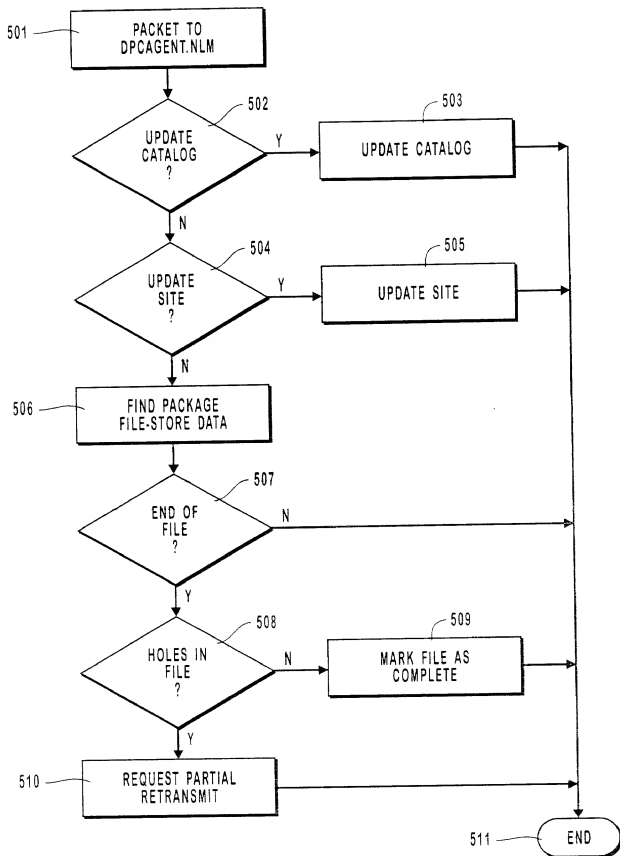 501
PACKET TO
DPCAGENT.NLM
502
UPDATE
CATALOG
?
Y
503
UPDATE CATALOG
N
504
UPDATE
SITE
?
Y
505
UPDATE SITE
N
506
FIND PACKAGE
FILE-STORE DATA
507
END OF
FILE
?
N
Y
508
HOLES IN
FILE
?
N
509
MARK FILE AS
COMPLETE
Y
510
REQUEST PARTIAL
RETRANSMIT
511
END